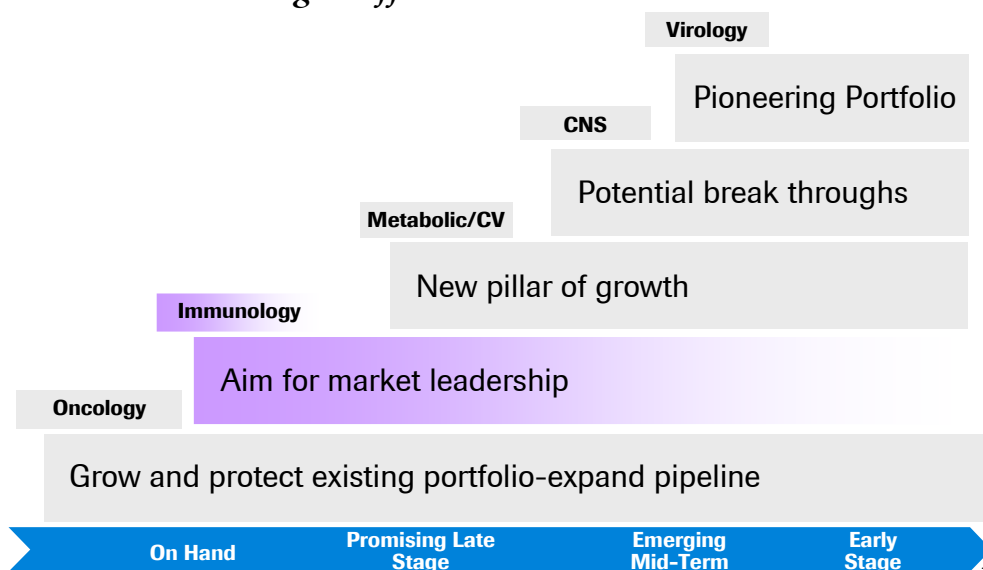 Virology
Pioneering Portfolio
CNS
Potential break throughs
Metabolic/CV
New pillar of growth
Immunology
Aim for market leadership
Oncology
Grow and protect existing portfolio-expand pipeline
On Hand
Promising Late
Stage
Emerging
Mid-Term
Early
Stage